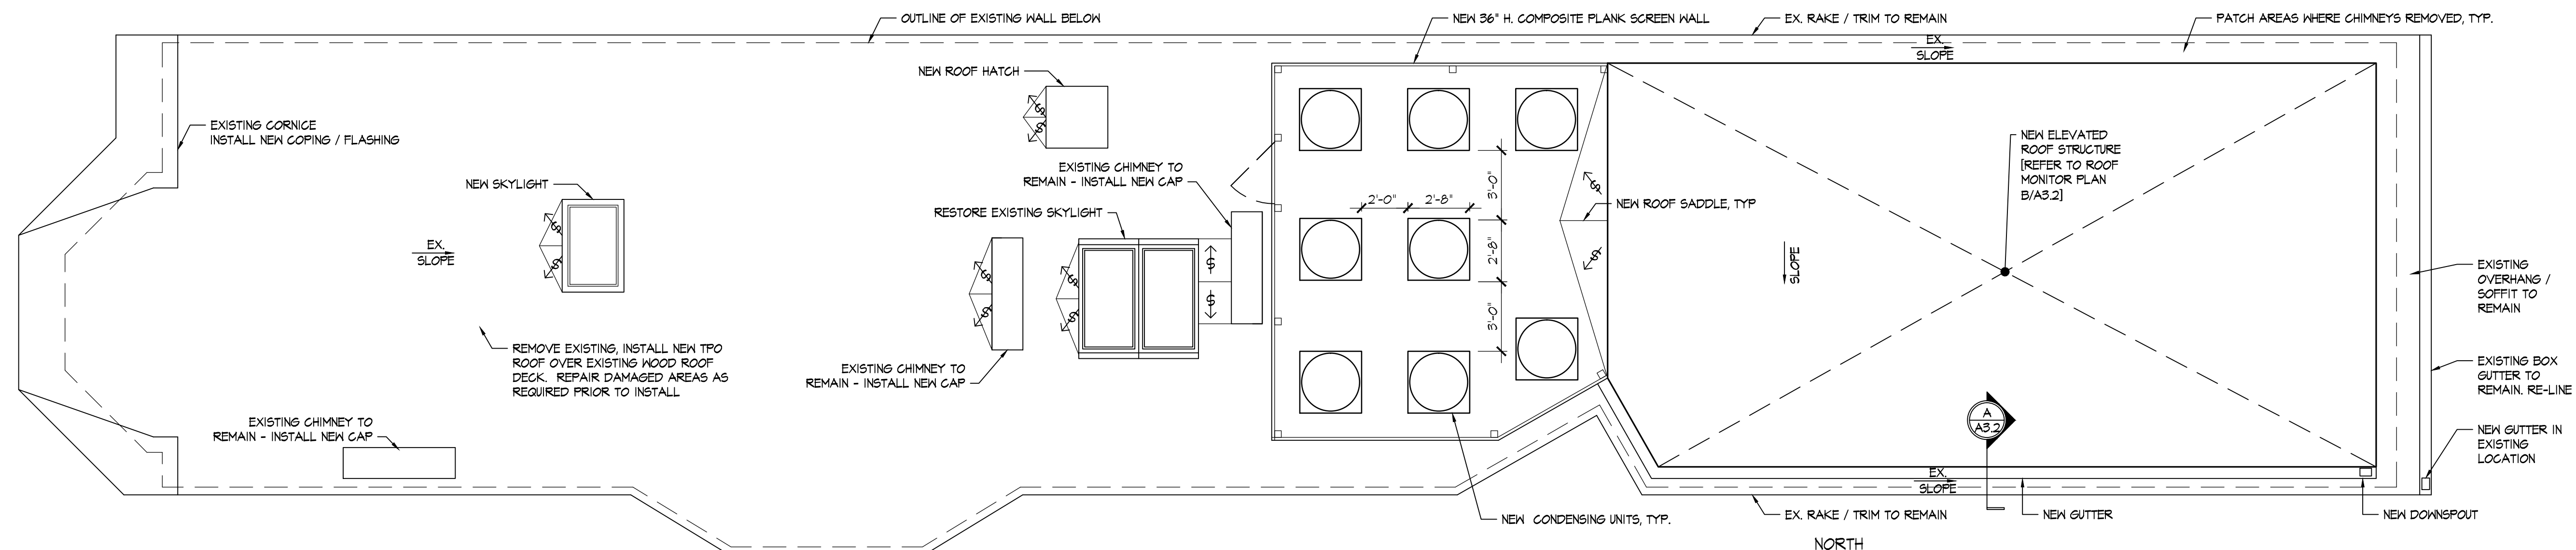 OUTLINE OF EXISTING WALL BELOW
NEW 36" H. COMPOSITE PLANK SCREEN WALL
EX. RAKE / TRIM TO REMAIN
PATCH AREAS WHERE CHIMNEYS REMOVED, TYP.
EX.
SLOPE
NEW ROOF HATCH
S
S
EXISTING CORNICE
INSTALL NEW COPING / FLASHING
NEW ELEVATED
ROOF STRUCTURE
[REFER TO ROOF
MONITOR PLAN
B/A3.2]
EXISTING CHIMNEY TO
REMAIN - INSTALL NEW CAP
NEW SKYLIGHT
S
S
RESTORE EXISTING SKYLIGHT
3'-0"
2'-0"
2'-8"
S
S
NEW ROOF SADDLE, TYP
EX.
SLOPE
S
S
S
S
S
S
2'-8"
3'-0"
SLOPE
EXISTING
OVERHANG /
SOFFIT TO
REMAIN
REMOVE EXISTING, INSTALL NEW TPO
ROOF OVER EXISTING WOOD ROOF
DECK. REPAIR DAMAGED AREAS AS
REQUIRED PRIOR TO INSTALL
EXISTING CHIMNEY TO
REMAIN - INSTALL NEW CAP
EXISTING BOX
GUTTER TO
REMAIN. RE-LINE
EXISTING CHIMNEY TO
REMAIN - INSTALL NEW CAP
A
A3.2
NEW GUTTER IN
EXISTING
LOCATION
EX.
SLOPE
NEW CONDENSING UNITS, TYP.
EX. RAKE / TRIM TO REMAIN
NEW GUTTER
NEW DOWNSPOUT
NORTH